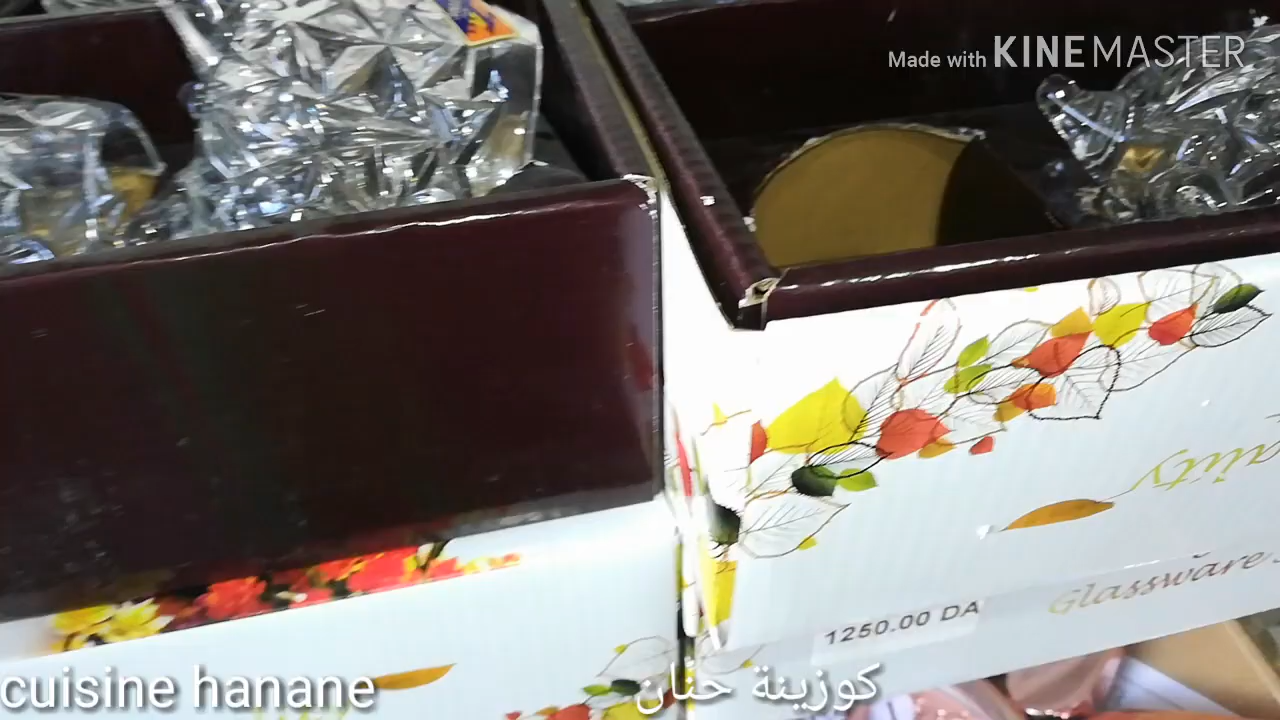 Made with KINEMASTER
Glassware
1250.00 DA
cuisine hanane
كوزينة حنان